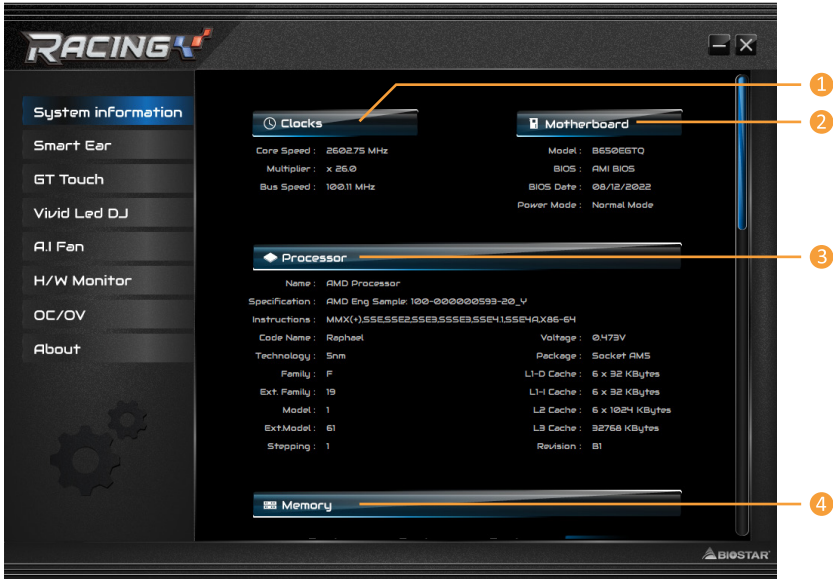 RACING
1
System information
Clocks
Motherboard
2
Core Speed : 2602.75 MHz
Model : B650EGTQ
Smart Ear
Multiplier : x 26.0
BIOS : AMI BIOS
GT Touch
Bus Speed : 100.11 MHz
BIOS Date : 08/12/2022
Power Mode : Normal Mode
Vivid Led DJ
A.I Fan
Processor
3
H/W Monitor
Name : AMD Processor
Specification : AMD Eng Sample: 100-000000593-20_Y
OC/OV
Instructions : MMX(+),SSE,SSE2,SSE3,SSSE3,SSE4.1,SSE4A,X86-64
Code Name : Raphael
Voltage : 0.473V
About
Technology : 5nm
Package : Socket AM5
Family : F
L1-D Cache : 6 x 32 KBytes
Ext. Family : 19
L1-I Cache : 6 x 32 KBytes
Model : 1
L2 Cache : 6 x 1024 KBytes
Ext.Model : 61
L3 Cache : 32768 KBytes
Stepping : 1
Revision : B1
Memory
4
BIOSTAR